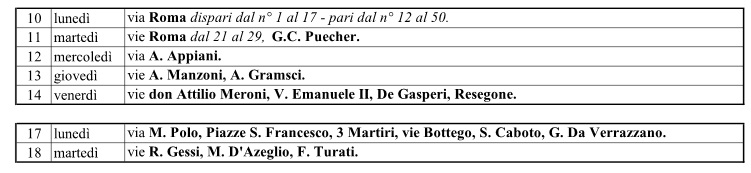 10 lunedì via Roma dispari dal n° 1 al 17 - pari dal n° 12 al 50.
11 martedì vie Roma dal 21 al 29, G.C. Puecher.
12 mercoledì via A. Appiani.
13 giovedì vie A. Manzoni, A. Gramsci.
14 venerdì vie don Attilio Meroni, V. Emanuele II, De Gasperi, Resegone.
17 lunedì via M. Polo, Piazze S. Francesco, 3 Martiri, vie Bottego, S. Caboto, G. Da Verrazzano.
18 martedì vie R. Gessi, M. D'Azeglio, F. Turati.